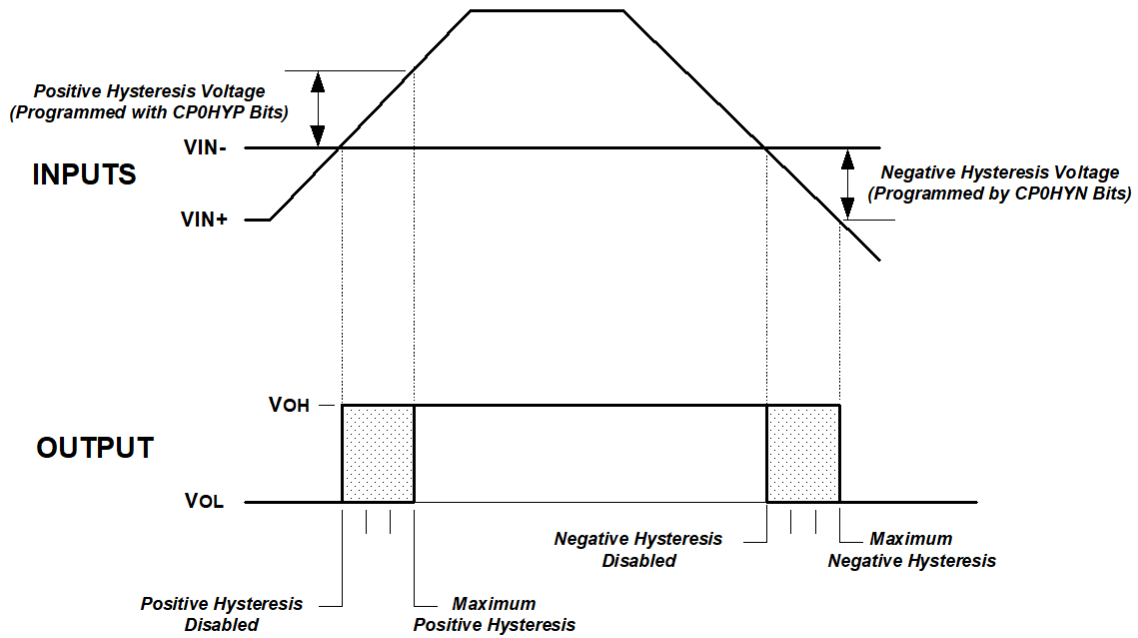 Positive Hysteresis Voltage
(Programmed with CP0HYP Bits)
VIN-
INPUTS
Negative Hysteresis Voltage
(Programmed by CP0HYN Bits)
VIN+
VOH
OUTPUT
VOL
Negative Hysteresis
Disabled
Maximum
Negative Hysteresis
Positive Hysteresis
Disabled
Maximum
Positive Hysteresis